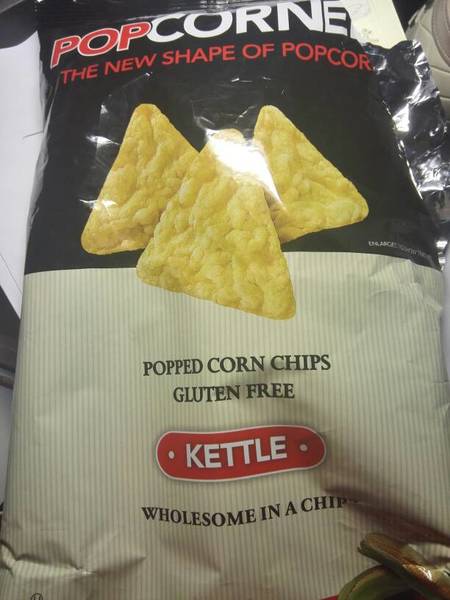 POPCORNE
THE NEW SHAPE OF POPCOR
POPPED CORN CHIPS
GLUTEN FREE
KETTLE
WHOLESOME IN A CHIP